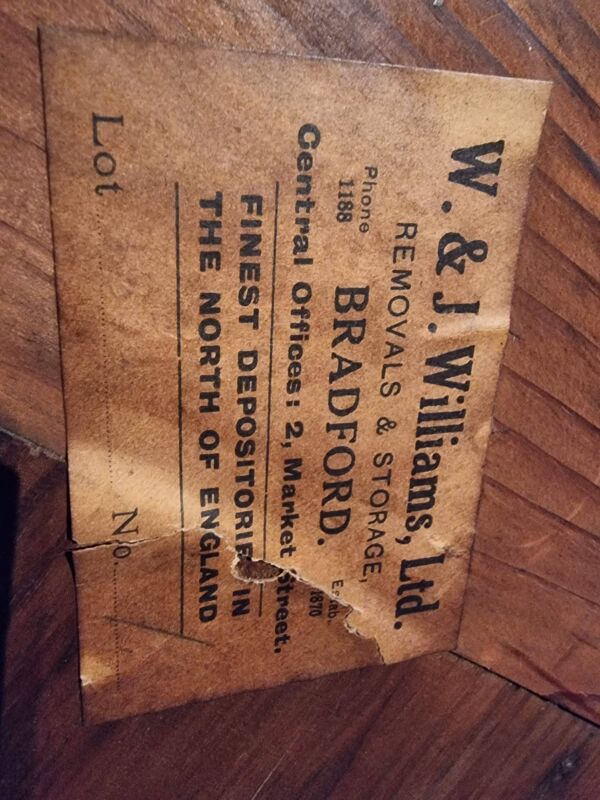 W. & J. Williams, Ltd.
REMOVALS & STORAGE,
Phone 1188 BRADFORD. Estab. 1870
Central Offices: 2, Market Street.
FINEST DEPOSITORIES IN
THE NORTH OF ENGLAND
Lot No.